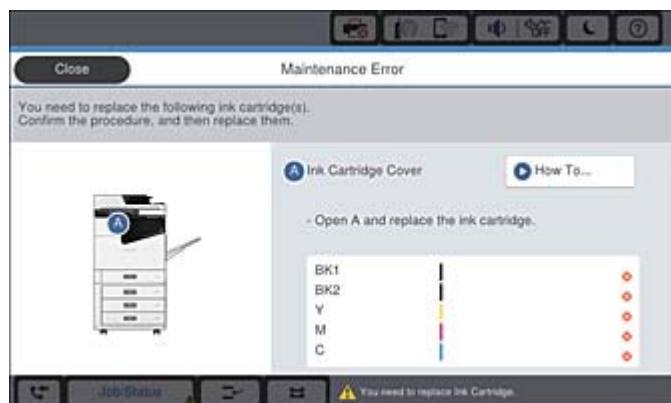 OFF
Close
Maintenance Error
You need to replace the following ink cartridge(s).
Confirm the procedure, and then replace them.
A Ink Cartridge Cover
How To...
A
- Open A and replace the ink cartridge.
BK1
BK2
Y
M
C
Job/Status
You need to replace Ink Cartridge.